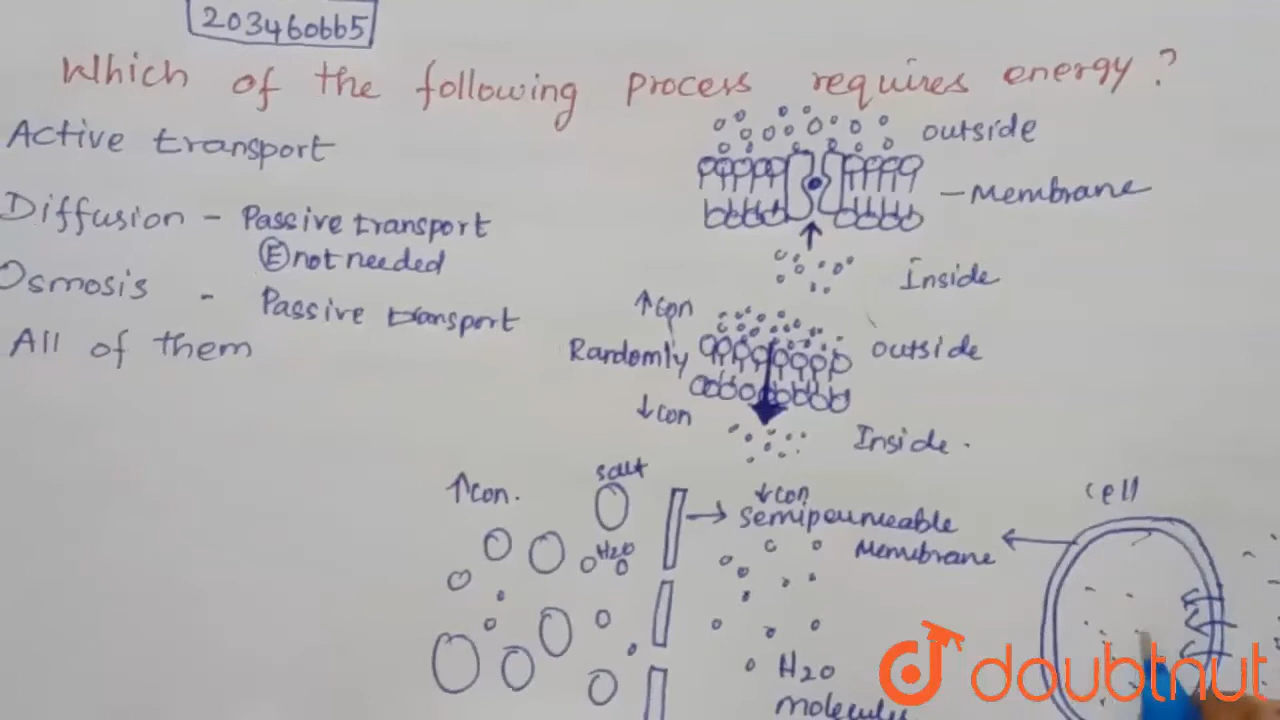 203460665
Which of the following process requires energy?
Active transport
Diffusion - Passive transport
Ⓔ not needed
Osmosis - Passive transport
All of them
outside
- Membrane
Inside
↑con
Randomly
outside
↓con
Inside.
↑con.
salt
H2O
↓con
Semipermeable
Membrane
H2O
molecules
cell
doubtnut